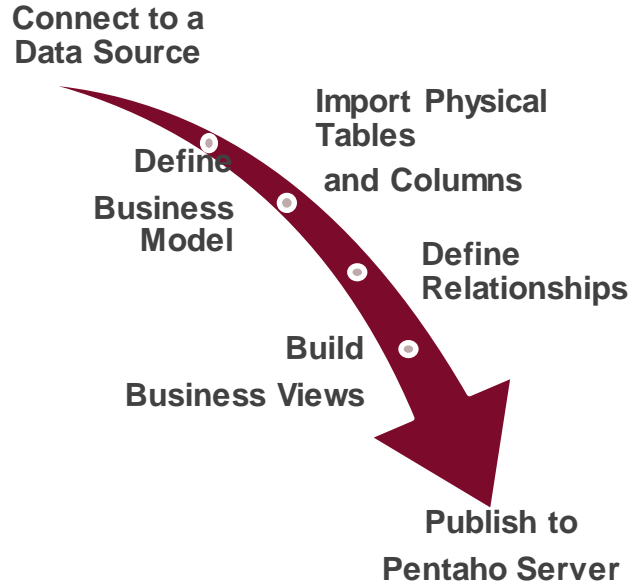 Connect to a
Data Source
Import Physical
Tables
and Columns
Define
Business
Model
Define
Relationships
Build
Business Views
Publish to
Pentaho Server